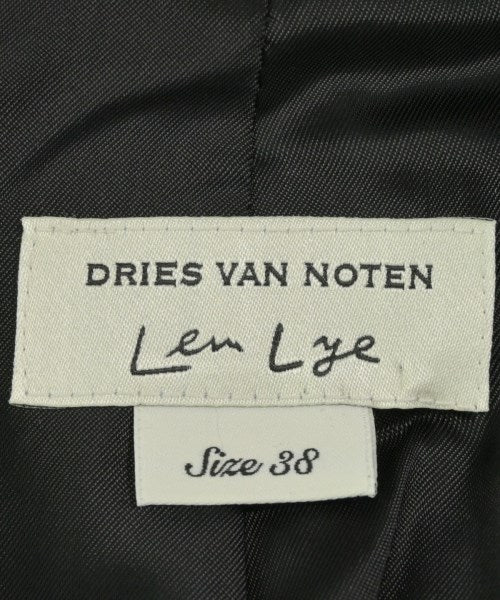 DRIES VAN NOTEN
Len Lye
Size 38